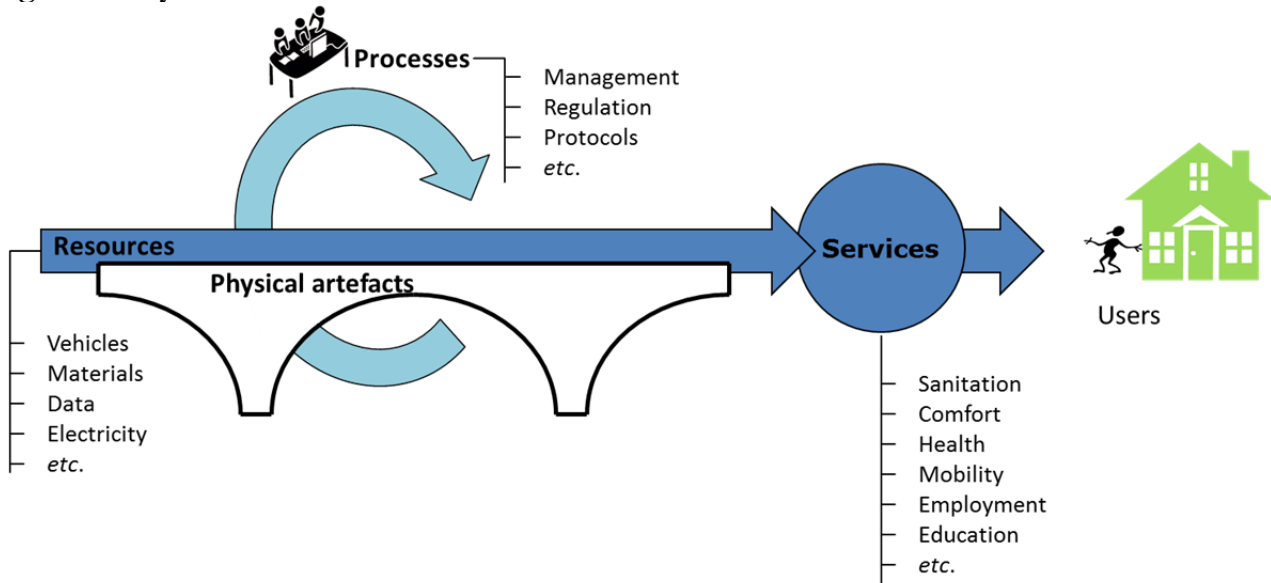 Processes
Management
Regulation
Protocols
etc.
Resources
Physical artefacts
Services
Users
Vehicles
Materials
Data
Electricity
etc.
Sanitation
Comfort
Health
Mobility
Employment
Education
etc.